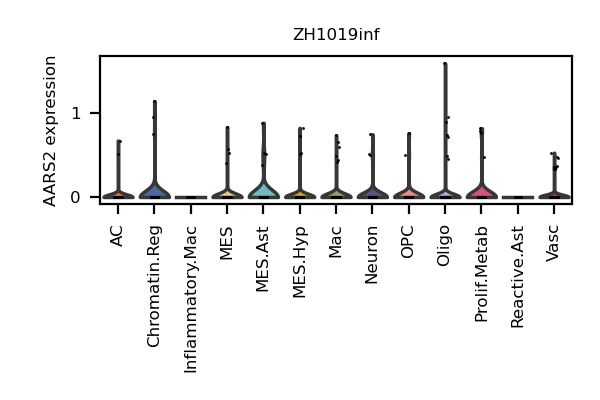 ZH1019inf
AARS2 expression
1
0
AC
Chromatin.Reg
Inflammatory.Mac
MES
MES.Ast
MES.Hyp
Mac
Neuron
OPC
Oligo
Prolif.Metab
Reactive.Ast
Vasc